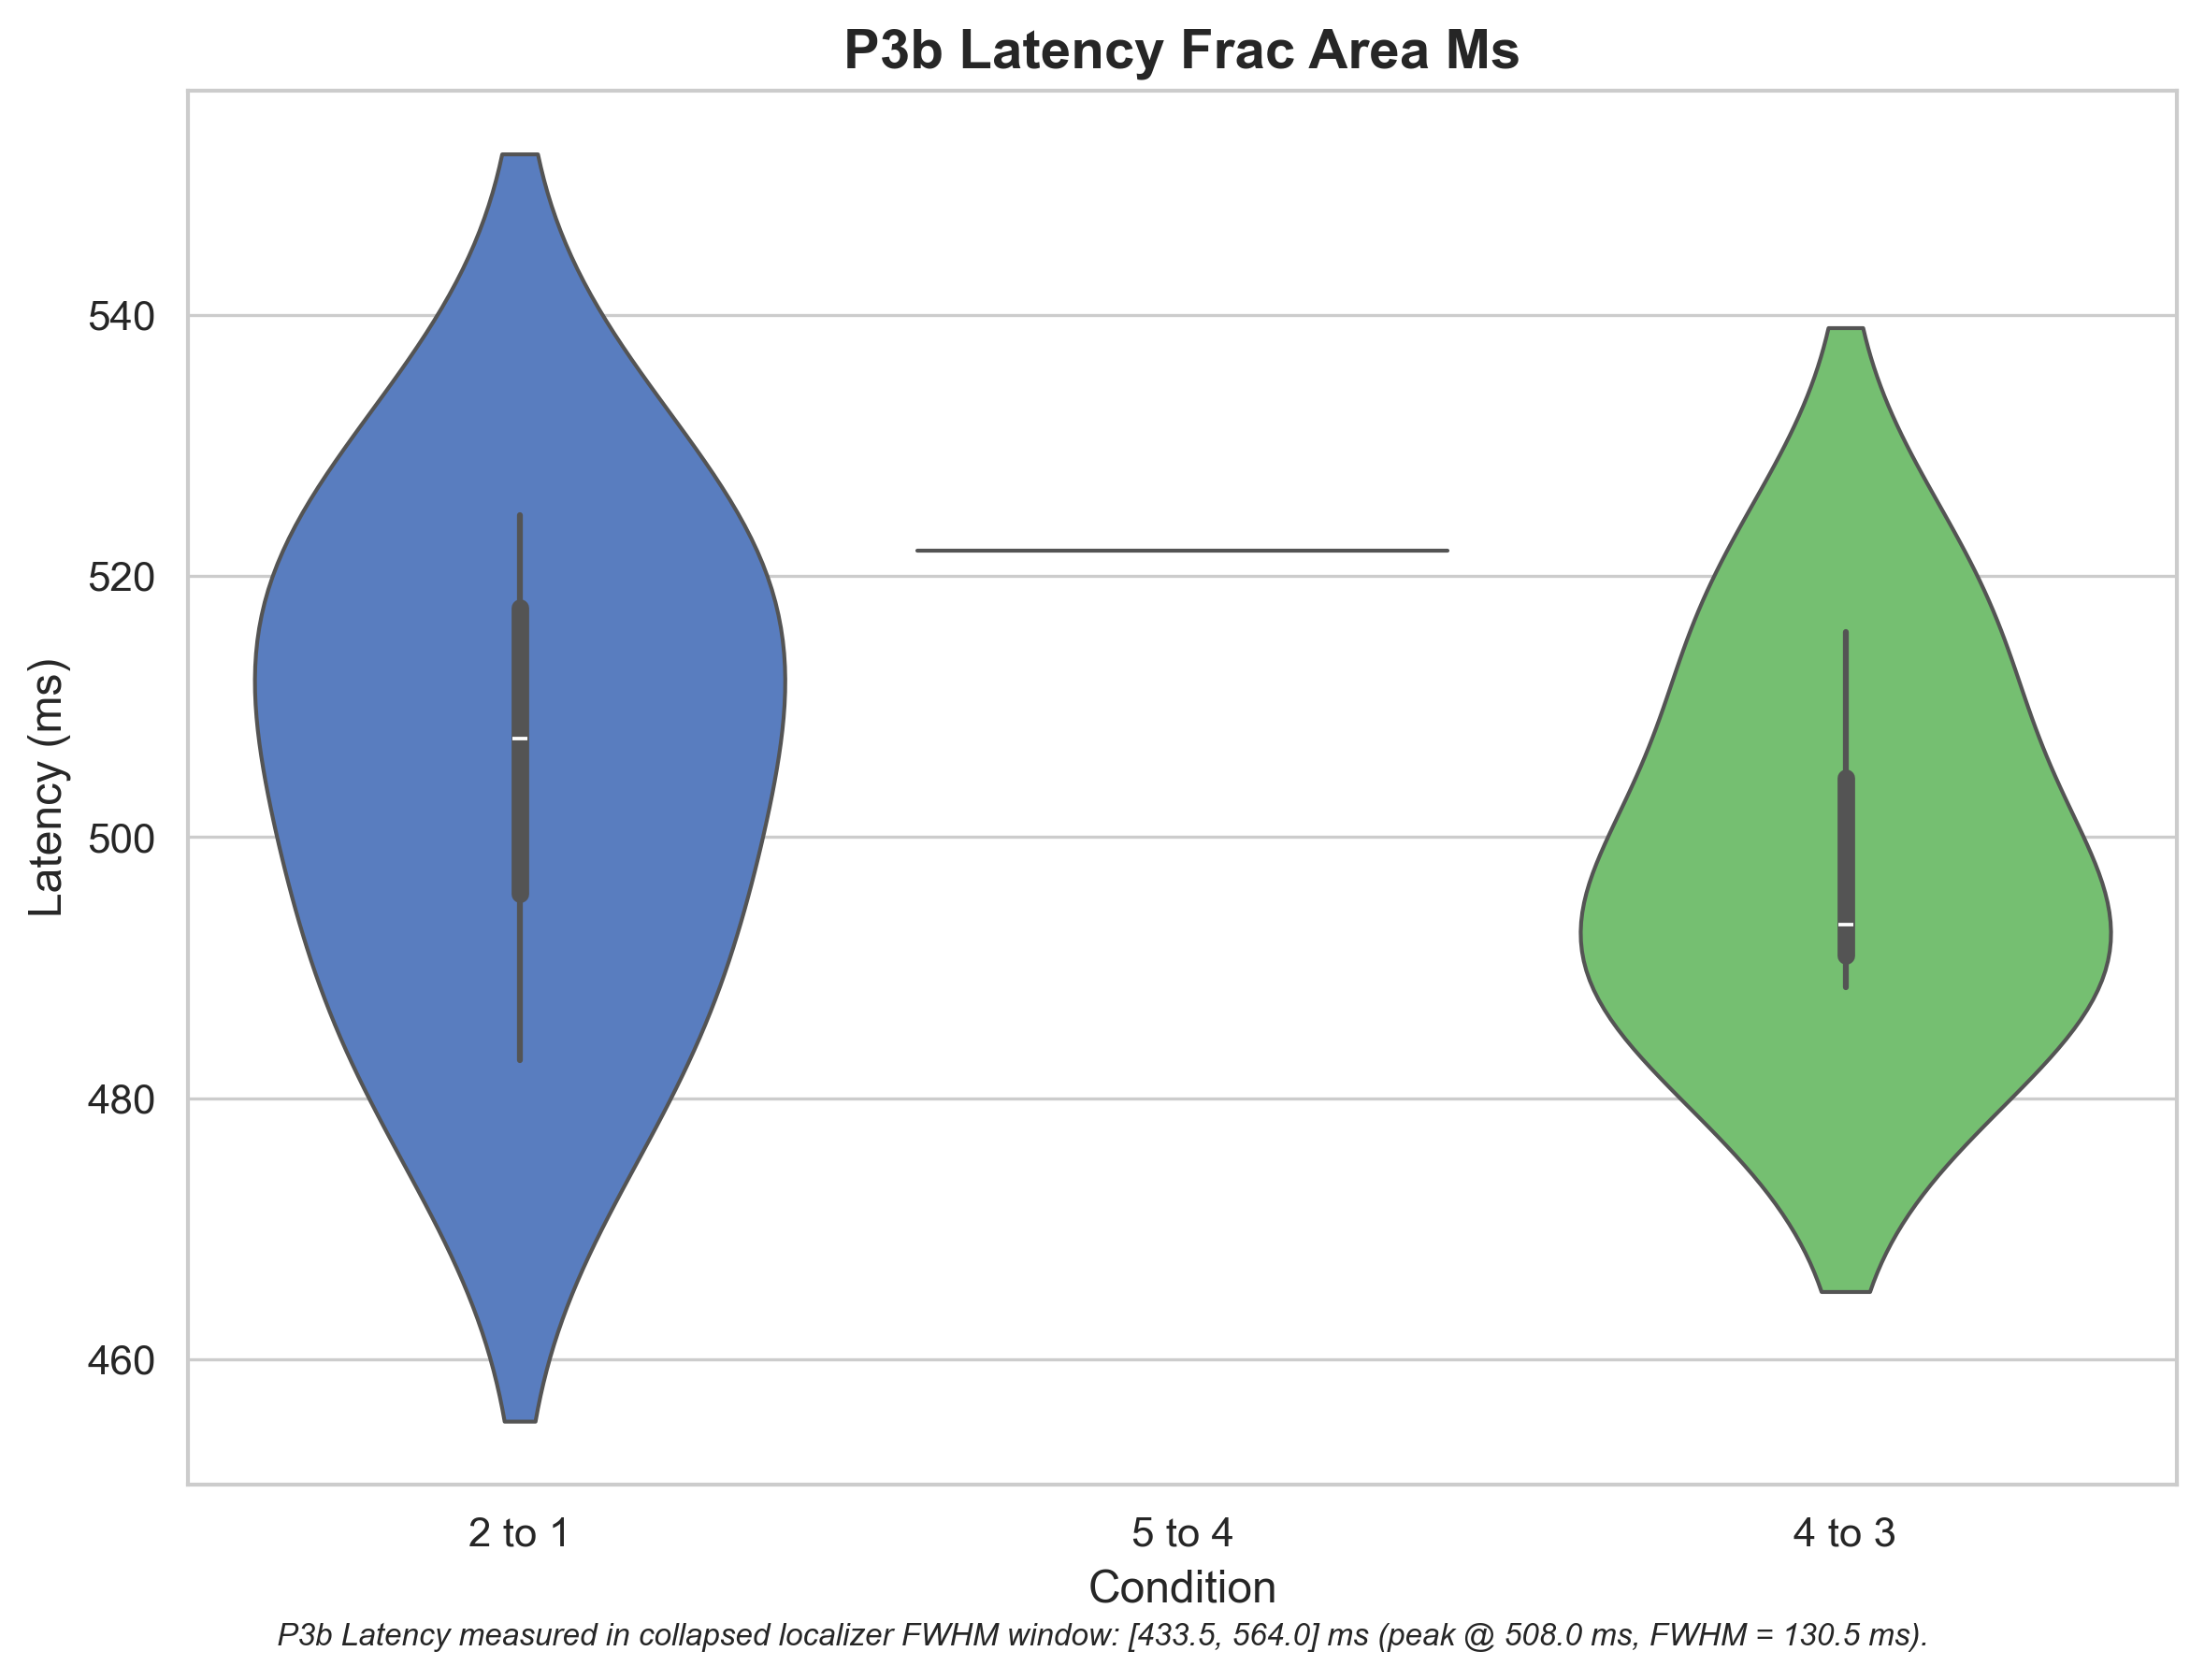 P3b Latency Frac Area Ms
Latency (ms)
540
520
500
480
460
2 to 1
5 to 4
4 to 3
Condition
P3b Latency measured in collapsed localizer FWHM window: [433.5, 564.0] ms (peak @ 508.0 ms, FWHM = 130.5 ms).